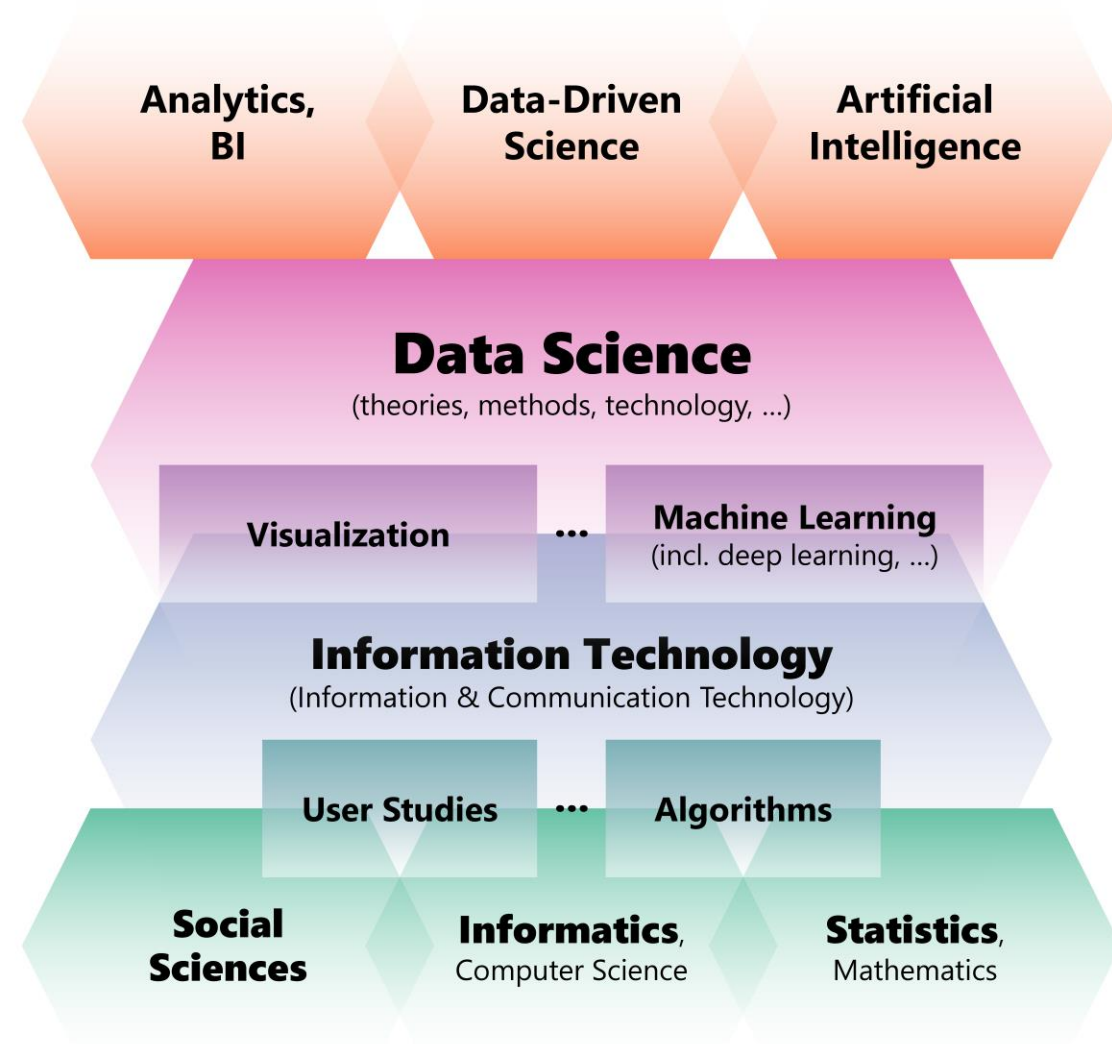 Analytics,
BI
Data-Driven
Science
Artificial
Intelligence
Data Science
(theories, methods, technology, ...)
Visualization
...
Machine Learning
(incl. deep learning, ...)
Information Technology
(Information & Communication Technology)
User Studies
...
Algorithms
Social
Sciences
Informatics,
Computer Science
Statistics,
Mathematics